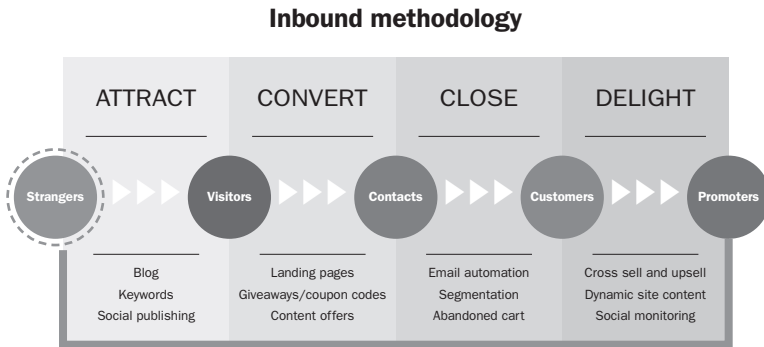 Inbound methodology
ATTRACT
CONVERT
CLOSE
DELIGHT
Strangers
Visitors
Contacts
Customers
Promoters
Blog
Keywords
Social publishing
Landing pages
Giveaways/coupon codes
Content offers
Email automation
Segmentation
Abandoned cart
Cross sell and upsell
Dynamic site content
Social monitoring